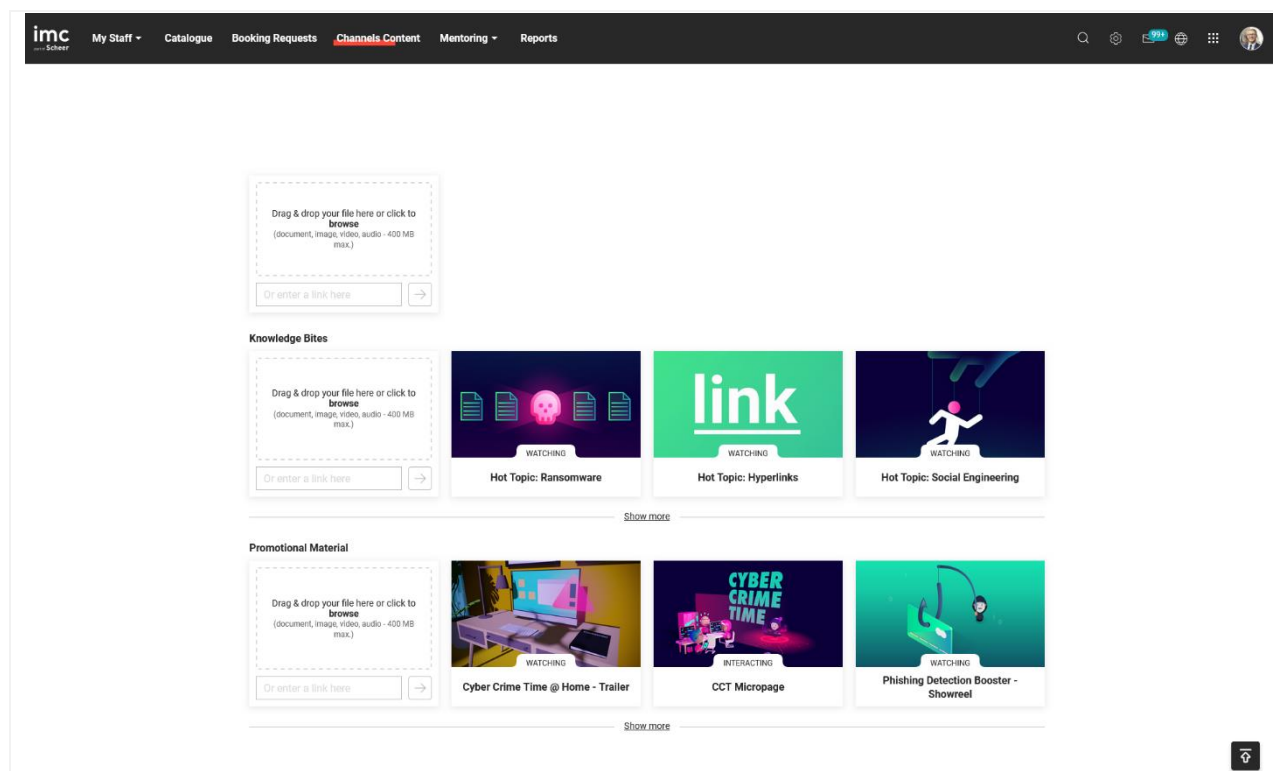 imc
Scheer
My Staff
Catalogue
Booking Requests
Channels Content
Mentoring
Reports
99+
Drag & drop your file here or click to
browse
(document, image, video, audio - 400 MB
max.)
Or enter a link here
Knowledge Bites
Drag & drop your file here or click to
browse
(document, image, video, audio - 400 MB
max.)
Or enter a link here
WATCHING
Hot Topic: Ransomware
link
WATCHING
Hot Topic: Hyperlinks
WATCHING
Hot Topic: Social Engineering
Show more
Promotional Material
Drag & drop your file here or click to
browse
(document, image, video, audio - 400 MB
max.)
Or enter a link here
WATCHING
Cyber Crime Time @ Home - Trailer
CYBER
CRIME
TIME
INTERACTING
CCT Micropage
WATCHING
Phishing Detection Booster -
Showreel
Show more